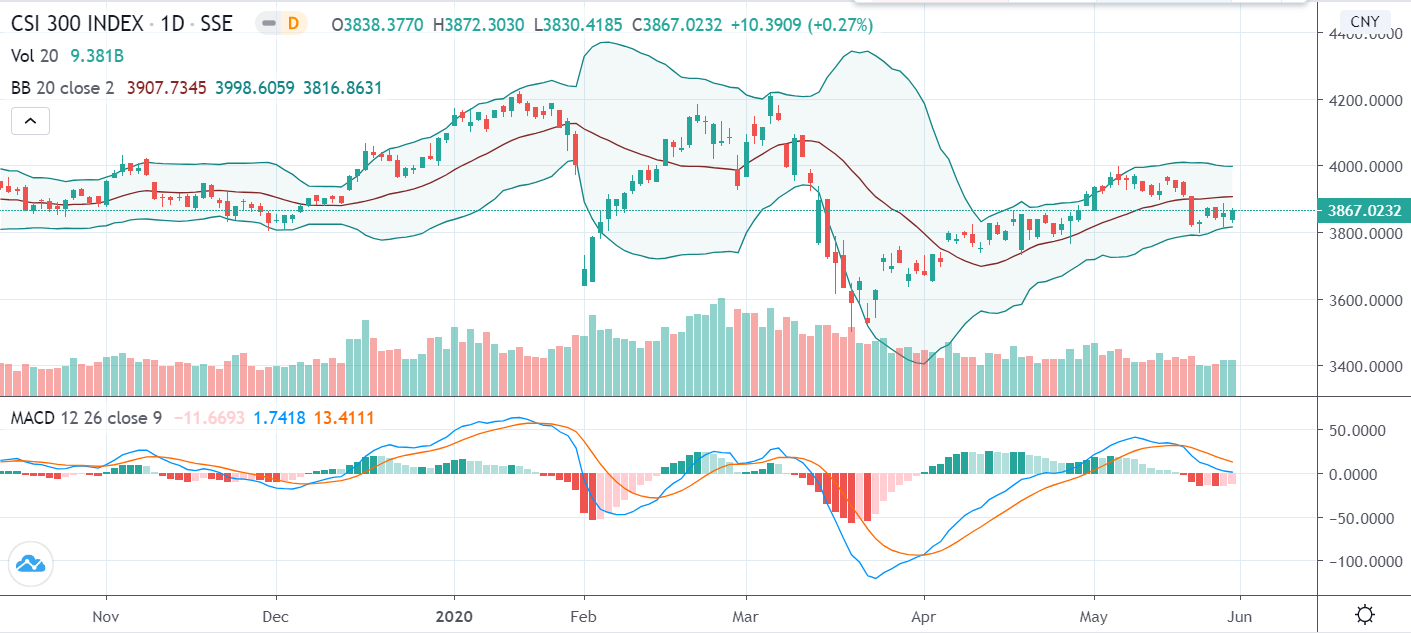 CSI 300 INDEX · 1D · SSE D O3838.3770 H3872.3030 L3830.4185 C3867.0232 +10.3909 (+0.27%)
CNY
Vol 20 9.381B
BB 20 close 2 3907.7345 3998.6059 3816.8631
4400.0000
4200.0000
4000.0000
3867.0232
3800.0000
3600.0000
3400.0000
MACD 12 26 close 9 −11.6693 1.7418 13.4111
50.0000
0.0000
−50.0000
−100.0000
Nov Dec 2020 Feb Mar Apr May Jun